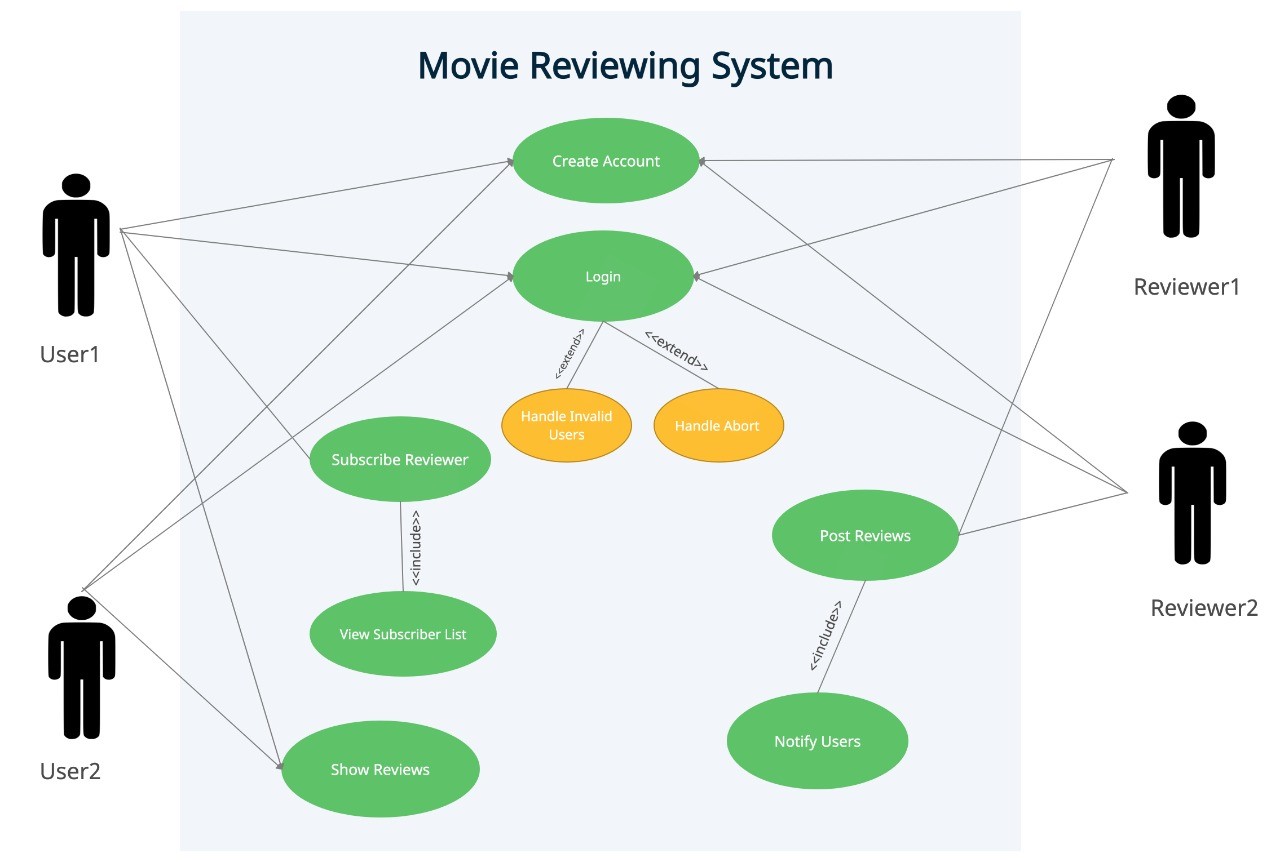 Movie Reviewing System
Create Account
Login
Reviewer1
User1
<<extend>>
<<extend>>
Handle Invalid
Users
Handle Abort
Subscribe Reviewer
Post Reviews
<<include>>
Reviewer2
View Subscriber List
<<include>>
Notify Users
Show Reviews
User2